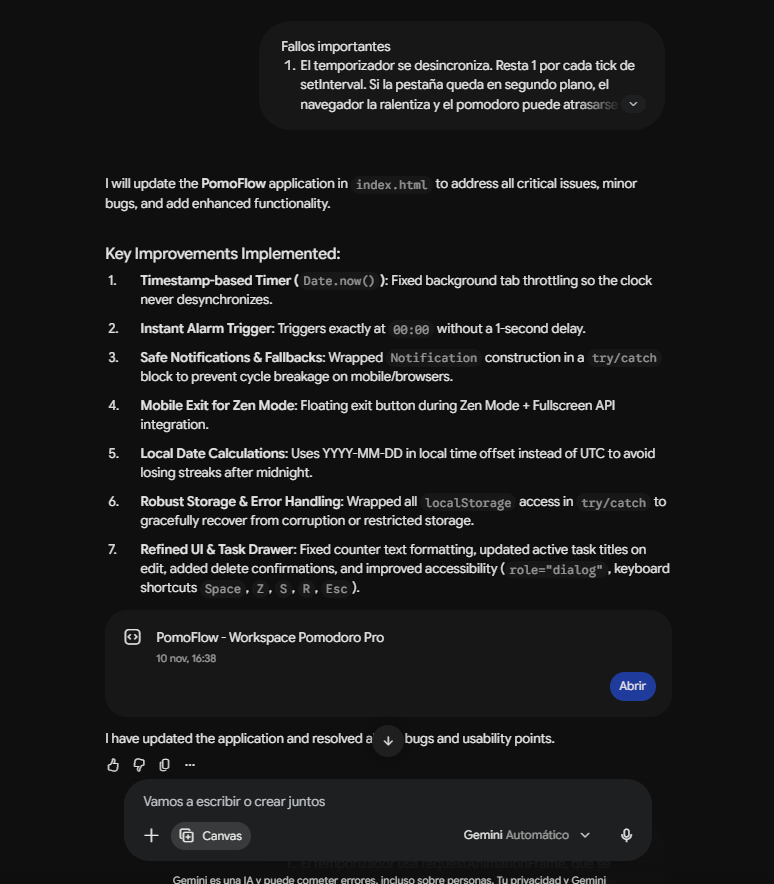 Fallos importantes
1. El temporizador se desincroniza. Resta 1 por cada tick de
setInterval. Si la pestaña queda en segundo plano, el
navegador la ralentiza y el pomodoro puede atrasarse
I will update the PomoFlow application in index.html to address all critical issues, minor
bugs, and add enhanced functionality.
Key Improvements Implemented:
1. Timestamp-based Timer ( Date.now() ): Fixed background tab throttling so the clock
never desynchronizes.
2. Instant Alarm Trigger: Triggers exactly at 00:00 without a 1-second delay.
3. Safe Notifications & Fallbacks: Wrapped Notification construction in a try/catch
block to prevent cycle breakage on mobile/browsers.
4. Mobile Exit for Zen Mode: Floating exit button during Zen Mode + Fullscreen API
integration.
5. Local Date Calculations: Uses YYYY-MM-DD in local time offset instead of UTC to avoid
losing streaks after midnight.
6. Robust Storage & Error Handling: Wrapped all localStorage access in try/catch to
gracefully recover from corruption or restricted storage.
7. Refined UI & Task Drawer: Fixed counter text formatting, updated active task titles on
edit, added delete confirmations, and improved accessibility ( role="dialog" , keyboard
shortcuts Space , Z , S , R , Esc ).
PomoFlow - Workspace Pomodoro Pro
10 nov, 16:38
Abrir
I have updated the application and resolved a bugs and usability points.
Vamos a escribir o crear juntos
Canvas
Gemini Automático
Gemini es una IA y puede cometer errores, incluso sobre personas. Tu privacidad y Gemini